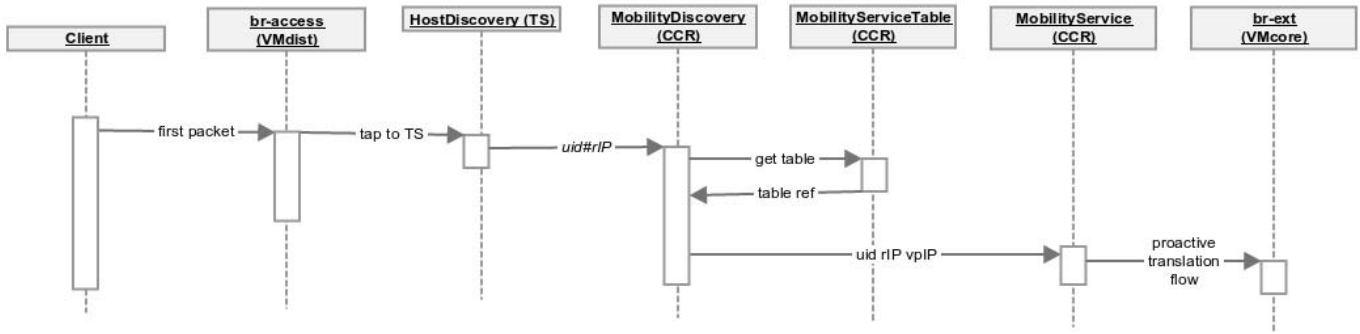 Client
br-access
(VMdist)
HostDiscovery (TS)
MobilityDiscovery
(CCR)
MobilityServiceTable
(CCR)
MobilityService
(CCR)
br-ext
(VMcore)
first packet
tap to TS
uid#rIP
get table
table ref
uid rIP vpIP
proactive
translation
flow